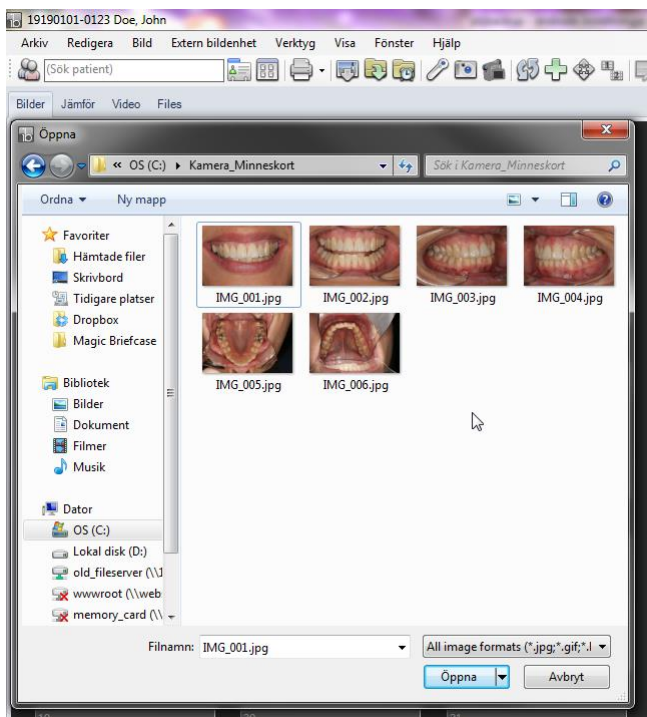 19190101-0123 Doe, John
Arkiv Redigera Bild Extern bildenhet Verktyg Visa Fönster Hjälp
(Sök patient)
Bilder Jämför Video Files
Öppna
« OS (C:) Kamera_Minneskort Sök i Kamera_Minneskort
Ordna Ny mapp
Favoriter
Hämtade filer
Skrivbord
Tidigare platser
Dropbox
Magic Briefcase
Bibliotek
Bilder
Dokument
Filmer
Musik
Dator
OS (C:)
Lokal disk (D:)
old_fileserver (\\1
wwwroot (\\web
memory_card (\\
IMG_001.jpg IMG_002.jpg IMG_003.jpg IMG_004.jpg
IMG_005.jpg IMG_006.jpg
Filnamn: IMG_001.jpg All image formats (*.jpg;*.gif;*.l
Öppna Avbryt